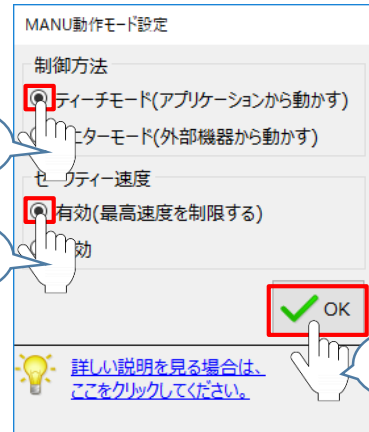 MANU動作モード設定
制御方法
ティーチモード(アプリケーションから動かす)
ニターモード(外部機器から動かす)
セーフティー速度
有効(最高速度を制限する)
効
OK
詳しい説明を見る場合は、
ここをクリックしてください。